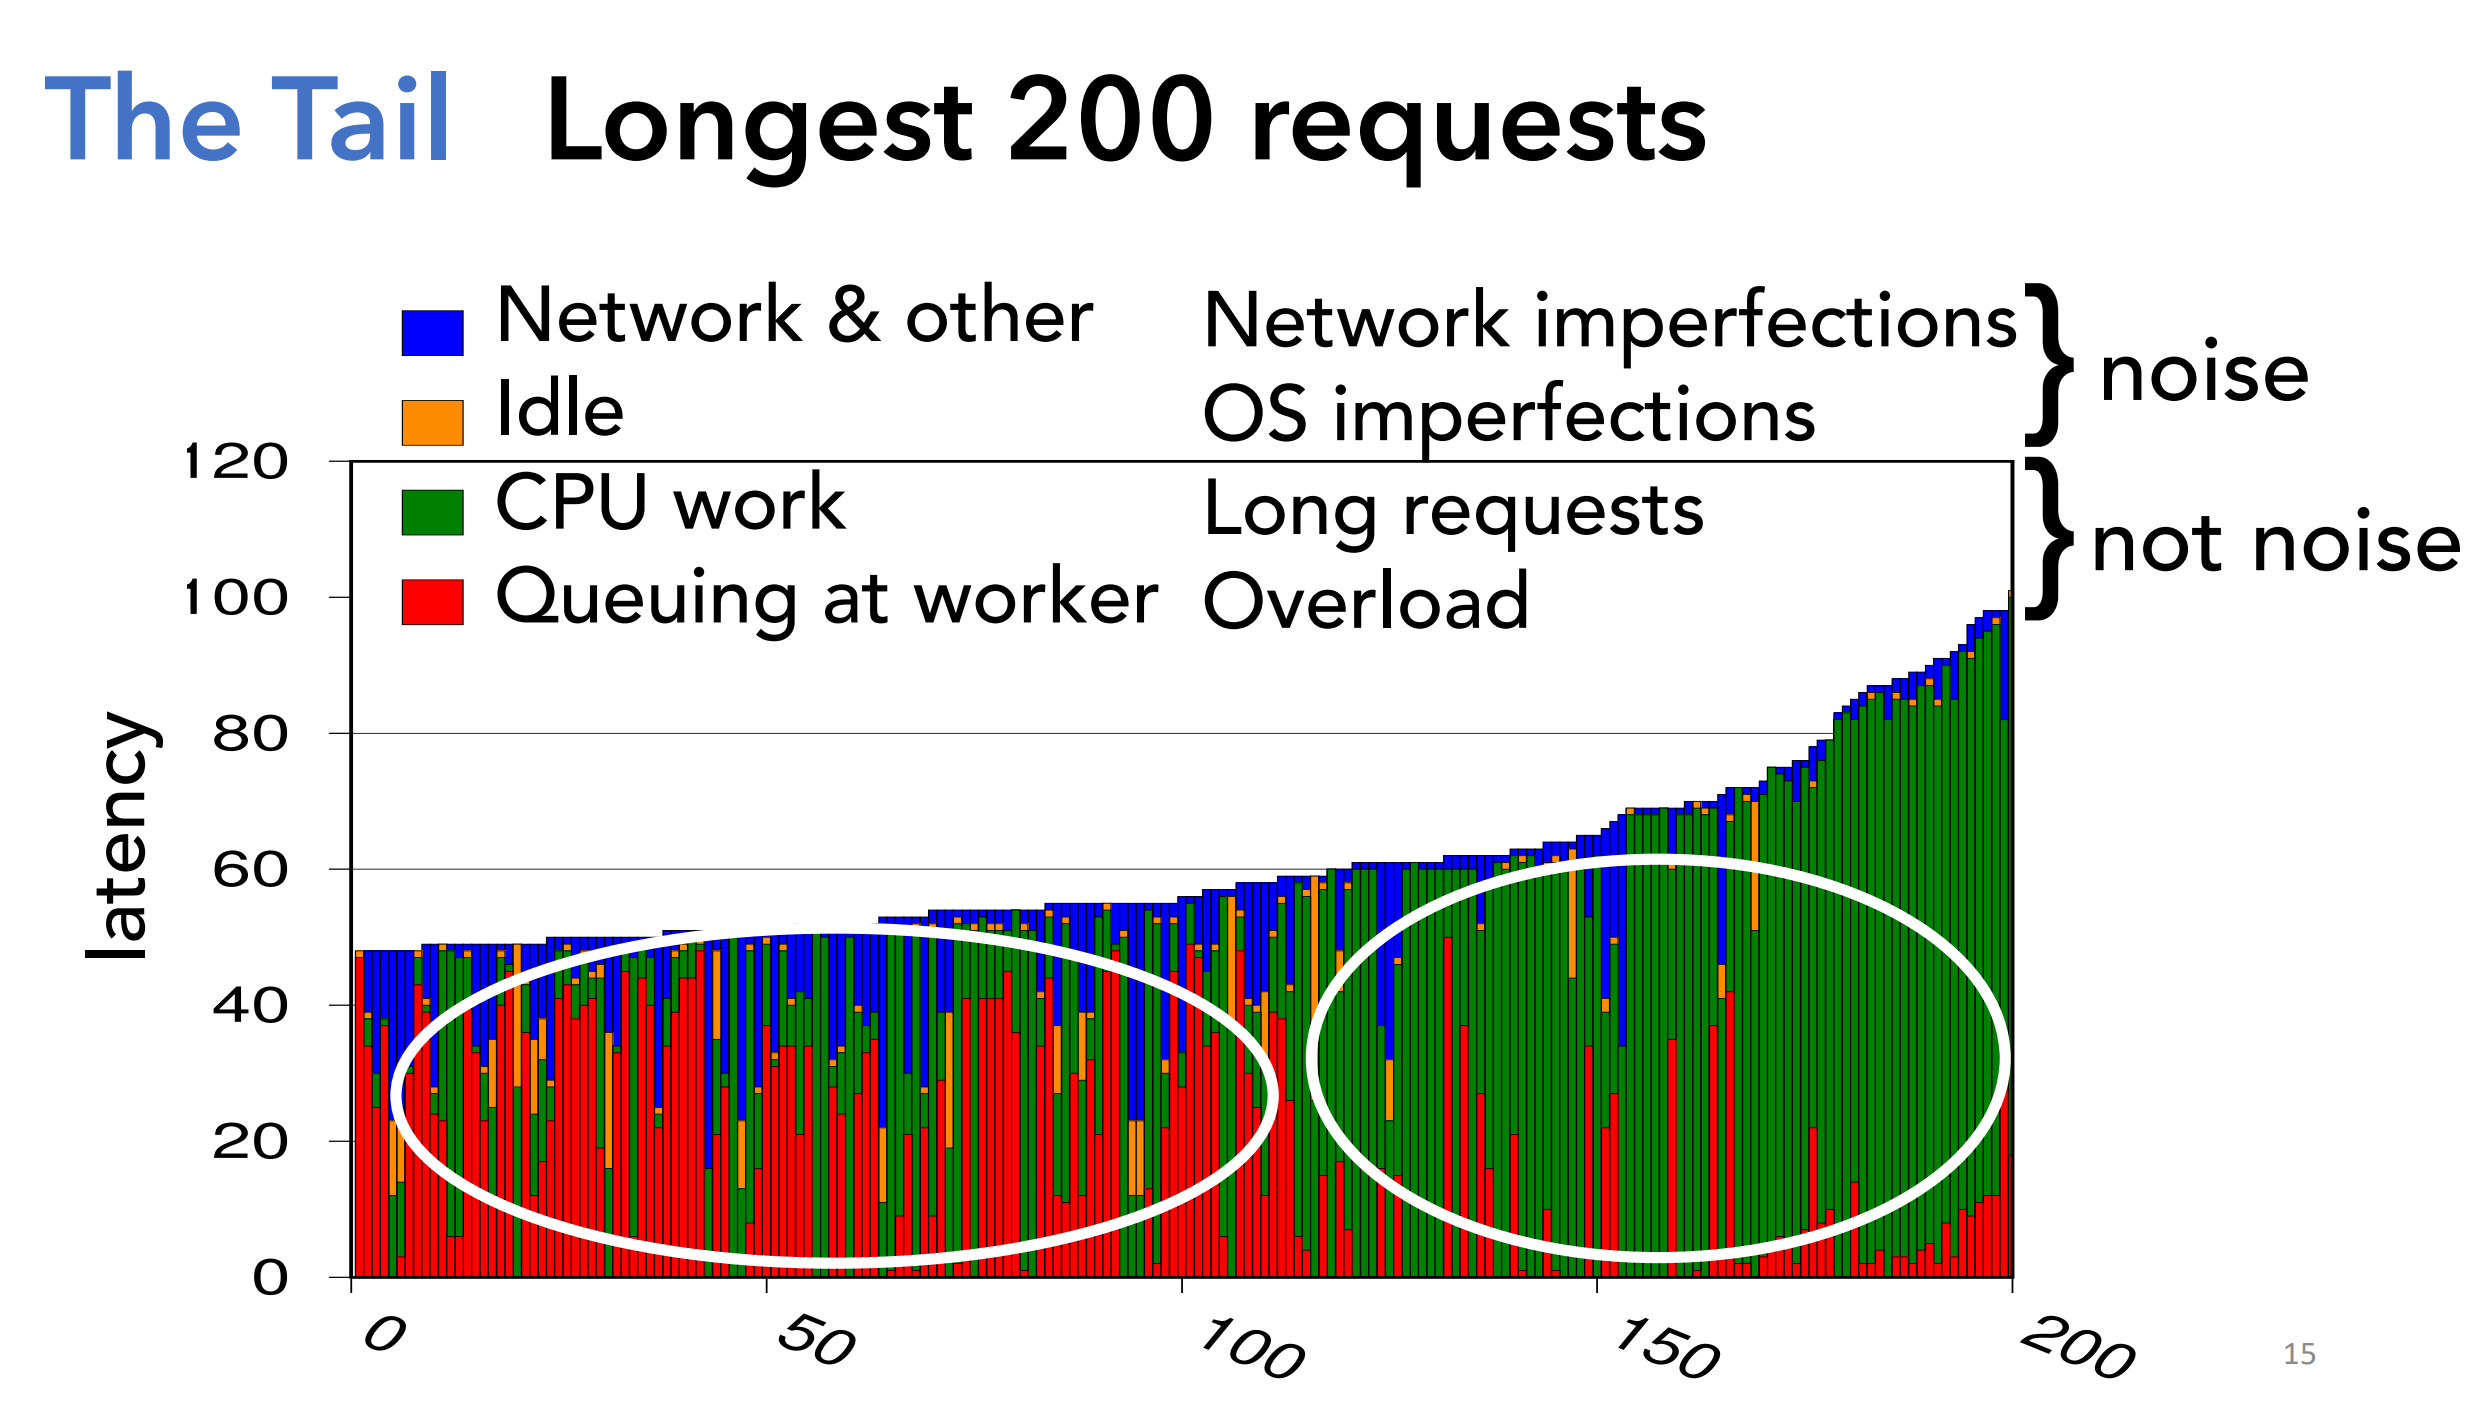 The Tail Longest 200 requests
Network & other Network imperfections
Idle OS imperfections
} noise
CPU work Long requests
Queuing at worker Overload
} not noise
latency
120
100
80
60
40
20
0
0 50 100 150 200
15